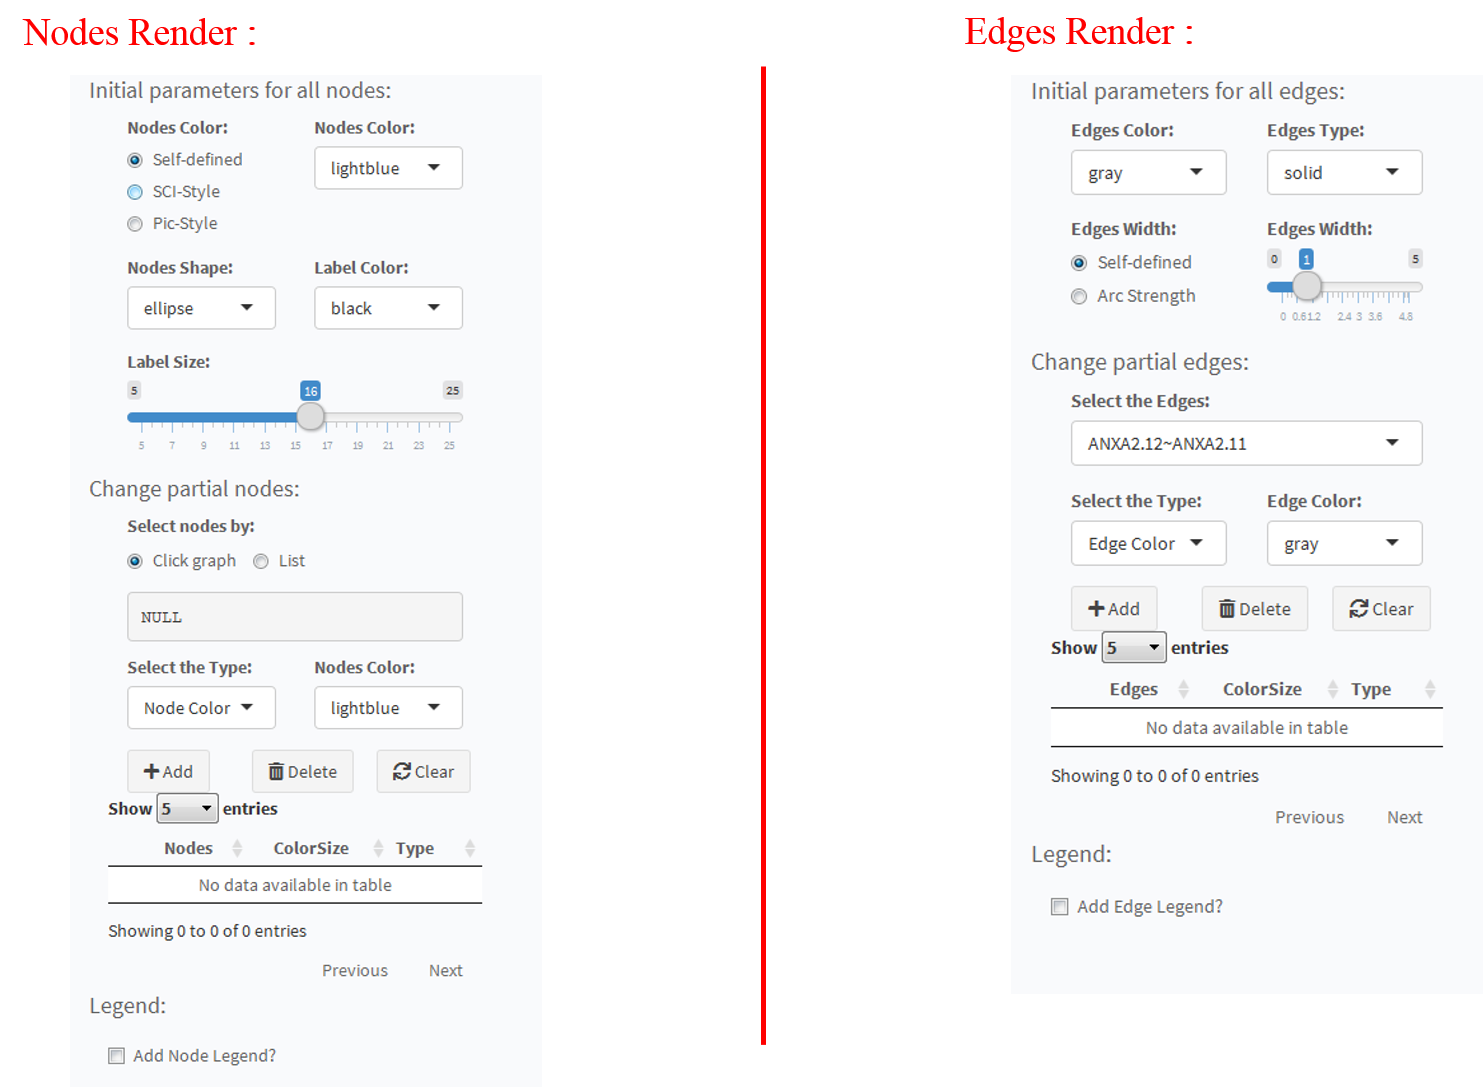 Nodes Render :
Initial parameters for all nodes:
Nodes Color: Nodes Color:
Self-defined lightblue
SCI-Style
Pic-Style
Nodes Shape: Label Color:
ellipse black
Label Size:
5 16 25
5 7 9 11 13 15 17 19 21 23 25
Change partial nodes:
Select nodes by:
Click graph List
NULL
Select the Type: Nodes Color:
Node Color lightblue
Add Delete Clear
Show 5 entries
Nodes ColorSize Type
No data available in table
Showing 0 to 0 of 0 entries
Previous Next
Legend:
Add Node Legend?
Edges Render :
Initial parameters for all edges:
Edges Color: Edges Type:
gray solid
Edges Width: Edges Width:
Self-defined 0 1 5
Arc Strength
0 0.6 1.2 2.4 3 3.6 4.8
Change partial edges:
Select the Edges:
ANXA2.12~ANXA2.11
Select the Type: Edge Color:
Edge Color gray
Add Delete Clear
Show 5 entries
Edges ColorSize Type
No data available in table
Showing 0 to 0 of 0 entries
Previous Next
Legend:
Add Edge Legend?